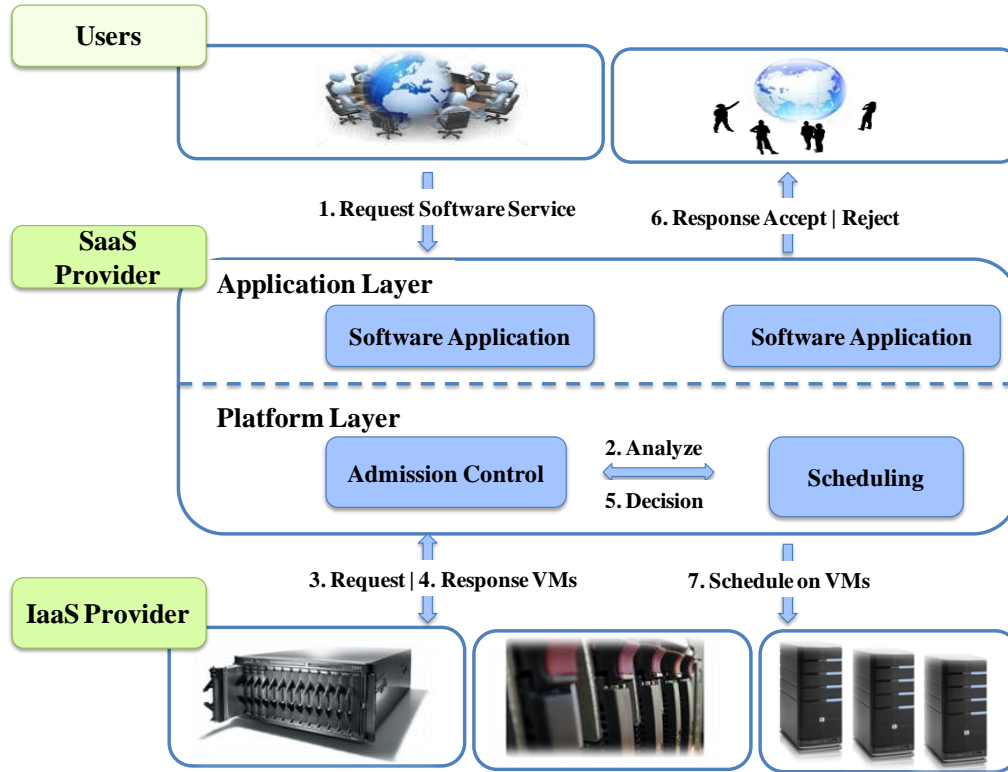 Users
1. Request Software Service
6. Response Accept | Reject
SaaS
Provider
Application Layer
Software Application
Software Application
Platform Layer
Admission Control
2. Analyze
5. Decision
Scheduling
3. Request | 4. Response VMs
7. Schedule on VMs
IaaS Provider